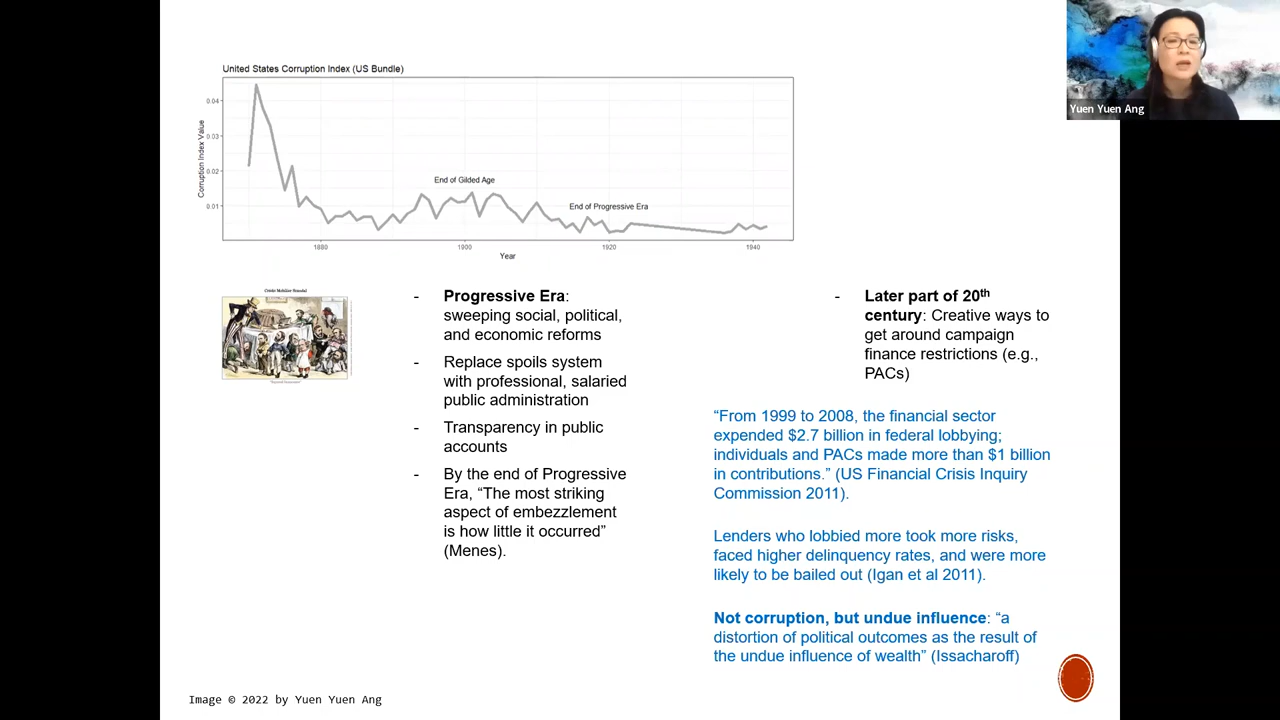 Yuen Yuen Ang
United States Corruption Index (US Bundle)
Corruption Index Value
0.04
0.03
0.02
0.01
End of Gilded Age
End of Progressive Era
1880
1900
1920
1940
Year
- Progressive Era:
sweeping social, political,
and economic reforms
- Replace spoils system
with professional, salaried
public administration
- Transparency in public
accounts
- By the end of Progressive
Era, “The most striking
aspect of embezzlement
is how little it occurred”
(Menes).
- Later part of 20th
century: Creative ways to
get around campaign
finance restrictions (e.g.,
PACs)
“From 1999 to 2008, the financial sector
expended $2.7 billion in federal lobbying;
individuals and PACs made more than $1 billion
in contributions.” (US Financial Crisis Inquiry
Commission 2011).
Lenders who lobbied more took more risks,
faced higher delinquency rates, and were more
likely to be bailed out (Igan et al 2011).
Not corruption, but undue influence: “a
distortion of political outcomes as the result of
the undue influence of wealth” (Issacharoff)
Image © 2022 by Yuen Yuen Ang